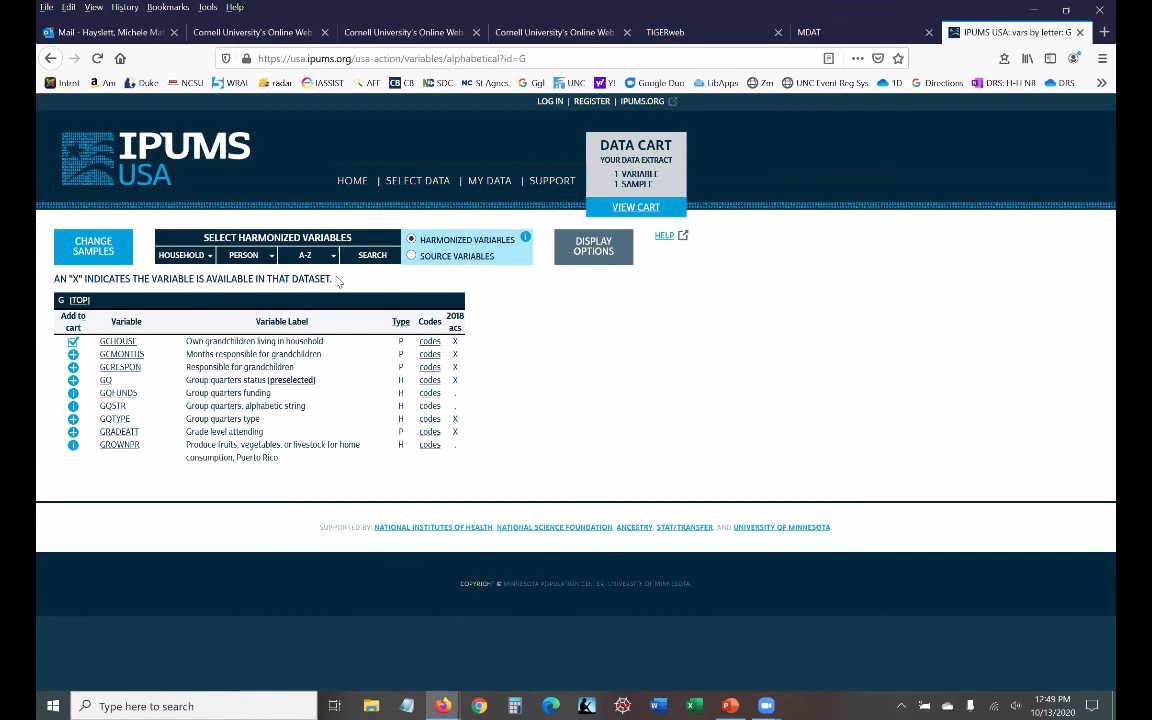 File Edit View History Bookmarks Tools Help
Mail - Hayslett, Michele Ma Cornell University's Online Web Cornell University's Online Web Cornell University's Online Web TIGERweb MDAT IPUMS USA: vars by letter: G
https://usa.ipums.org/usa-action/variables/alphabetical?id=G
Intrnt Am Duke NCSU WRAL radar IASSIST AFF CB SDC SI Agncs Ggl UNC Y! Google Duo LibApps Zm UNC Event Reg Sys 1D Directions DRS: H-H NB DRS
LOG IN | REGISTER | IPUMS.ORG
IPUMS
USA
HOME | SELECT DATA | MY DATA | SUPPORT
DATA CART
YOUR DATA EXTRACT
1 VARIABLE
1 SAMPLE
VIEW CART
CHANGE
SAMPLES
SELECT HARMONIZED VARIABLES
HOUSEHOLD PERSON A-Z SEARCH
HARMONIZED VARIABLES
SOURCE VARIABLES
DISPLAY
OPTIONS
HELP
AN "X" INDICATES THE VARIABLE IS AVAILABLE IN THAT DATASET.
G [TOP]
Add to cart Variable Variable Label Type Codes 2018 acs
GCHOUSE Own grandchildren living in household P codes X
GCMONTHS Months responsible for grandchildren P codes X
GCRESPON Responsible for grandchildren P codes X
GQ Group quarters status [preselected] H codes X
GQFUNDS Group quarters funding H codes .
GQSTR Group quarters, alphabetic string H codes .
GQTYPE Group quarters type H codes X
GRADEATT Grade level attending P codes X
GROWNPR Produce fruits, vegetables, or livestock for home H codes .
consumption, Puerto Rico
SUPPORTED BY: NATIONAL INSTITUTES OF HEALTH, NATIONAL SCIENCE FOUNDATION, ANCESTRY, STAT/TRANSFER, AND UNIVERSITY OF MINNESOTA.
COPYRIGHT © MINNESOTA POPULATION CENTER, UNIVERSITY OF MINNESOTA.
Type here to search
12:49 PM
10/13/2020